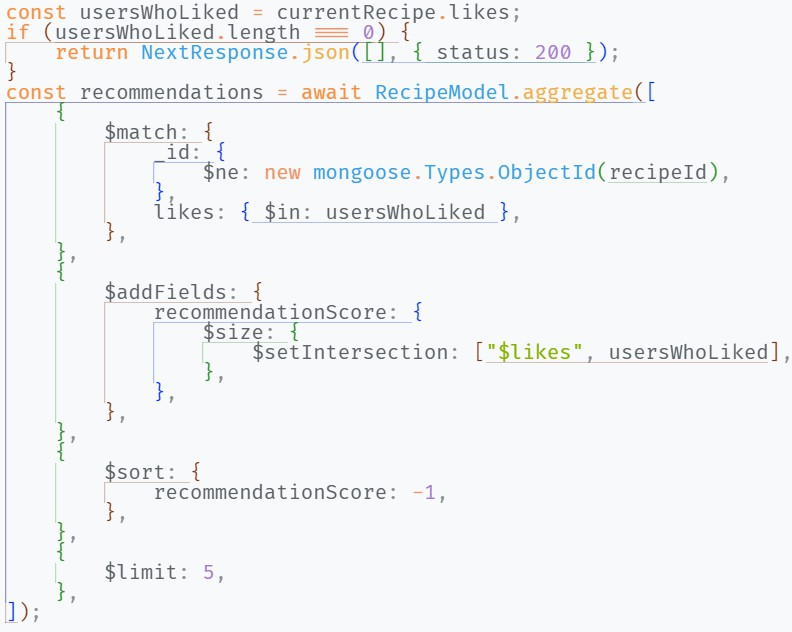 const usersWhoLiked = currentRecipe.likes;
if (usersWhoLiked.length === 0) {
    return NextResponse.json([], { status: 200 });
}
const recommendations = await RecipeModel.aggregate([
    {
        $match: {
            _id: {
                $ne: new mongoose.Types.ObjectId(recipeId),
            },
            likes: { $in: usersWhoLiked },
        },
    },
    {
        $addFields: {
            recommendationScore: {
                $size: {
                    $setIntersection: ["$likes", usersWhoLiked],
                },
            },
        },
    },
    {
        $sort: {
            recommendationScore: -1,
        },
    },
    {
        $limit: 5,
    },
]);